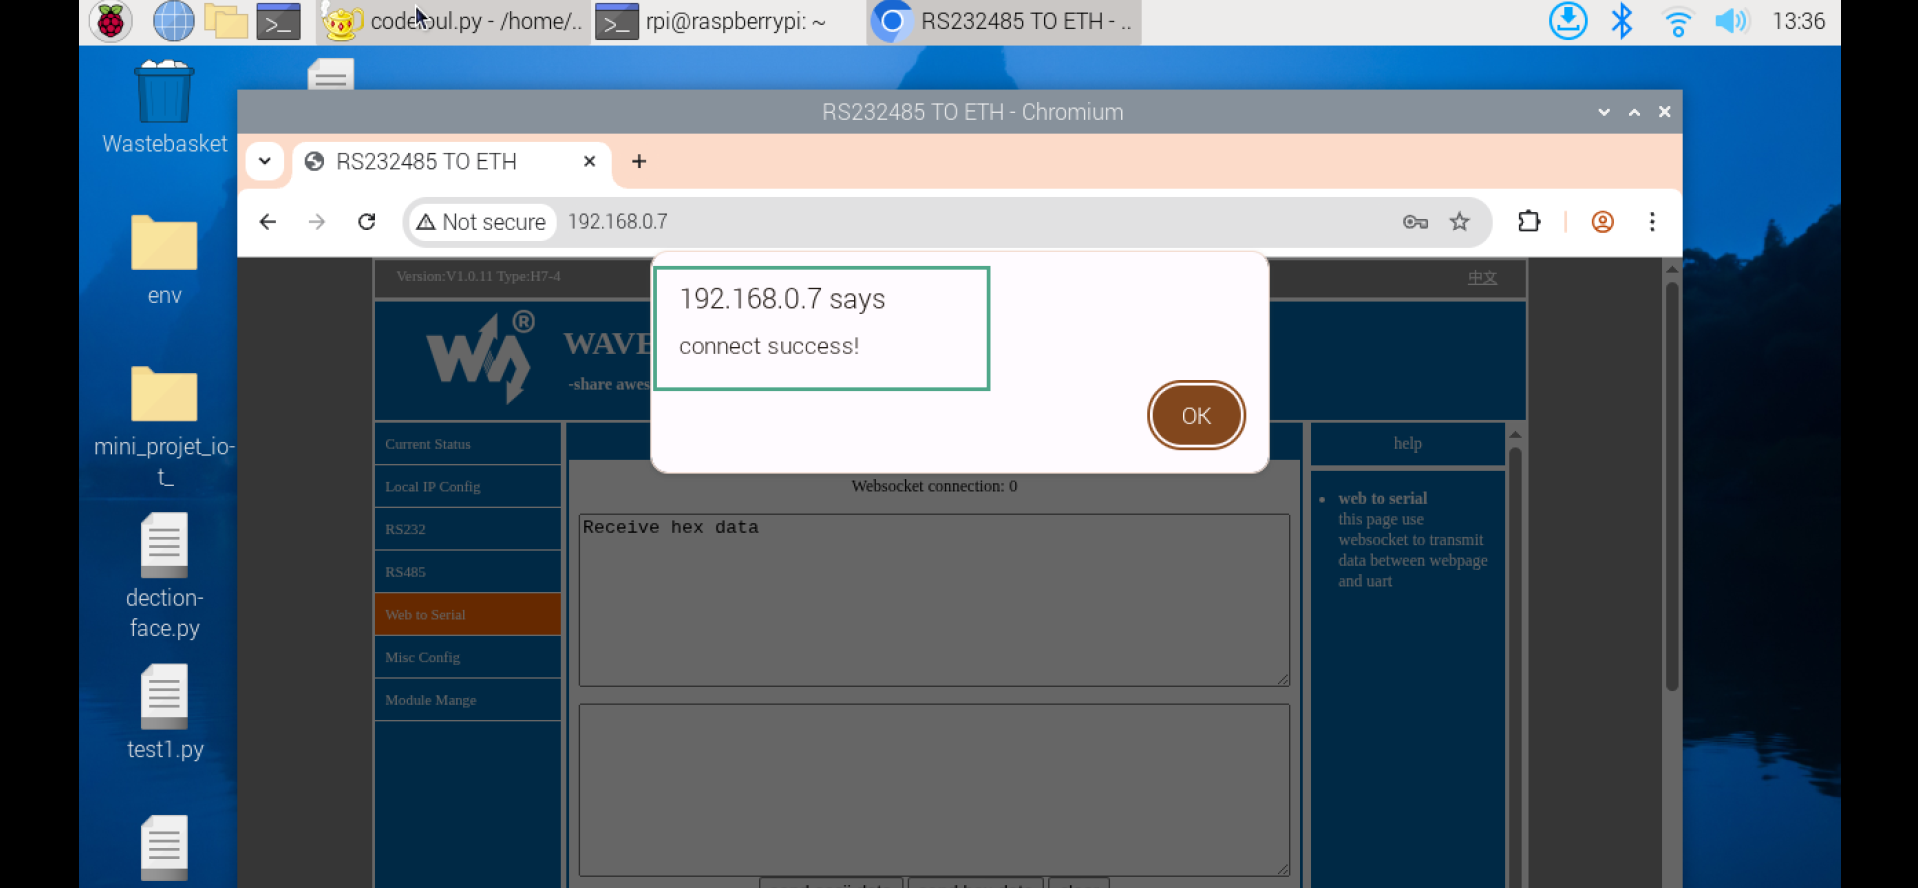 code_poul.py - /home/..
rpi@raspberrypi: ~
RS232485 TO ETH - ..
13:36
Wastebasket
RS232485 TO ETH - Chromium
RS232485 TO ETH
Not secure
192.168.0.7
env
Version:V1.0.11 Type:H7-4
中文
192.168.0.7 says
connect success!
OK
WAVE
-share awes
mini_projet_io-
t_
Current Status
help
Local IP Config
Websocket connection: 0
web to serial
this page use
websocket to transmit
data between webpage
and uart
RS232
Receive hex data
RS485
dection-
face.py
Web to Serial
Misc Config
Module Mange
test1.py